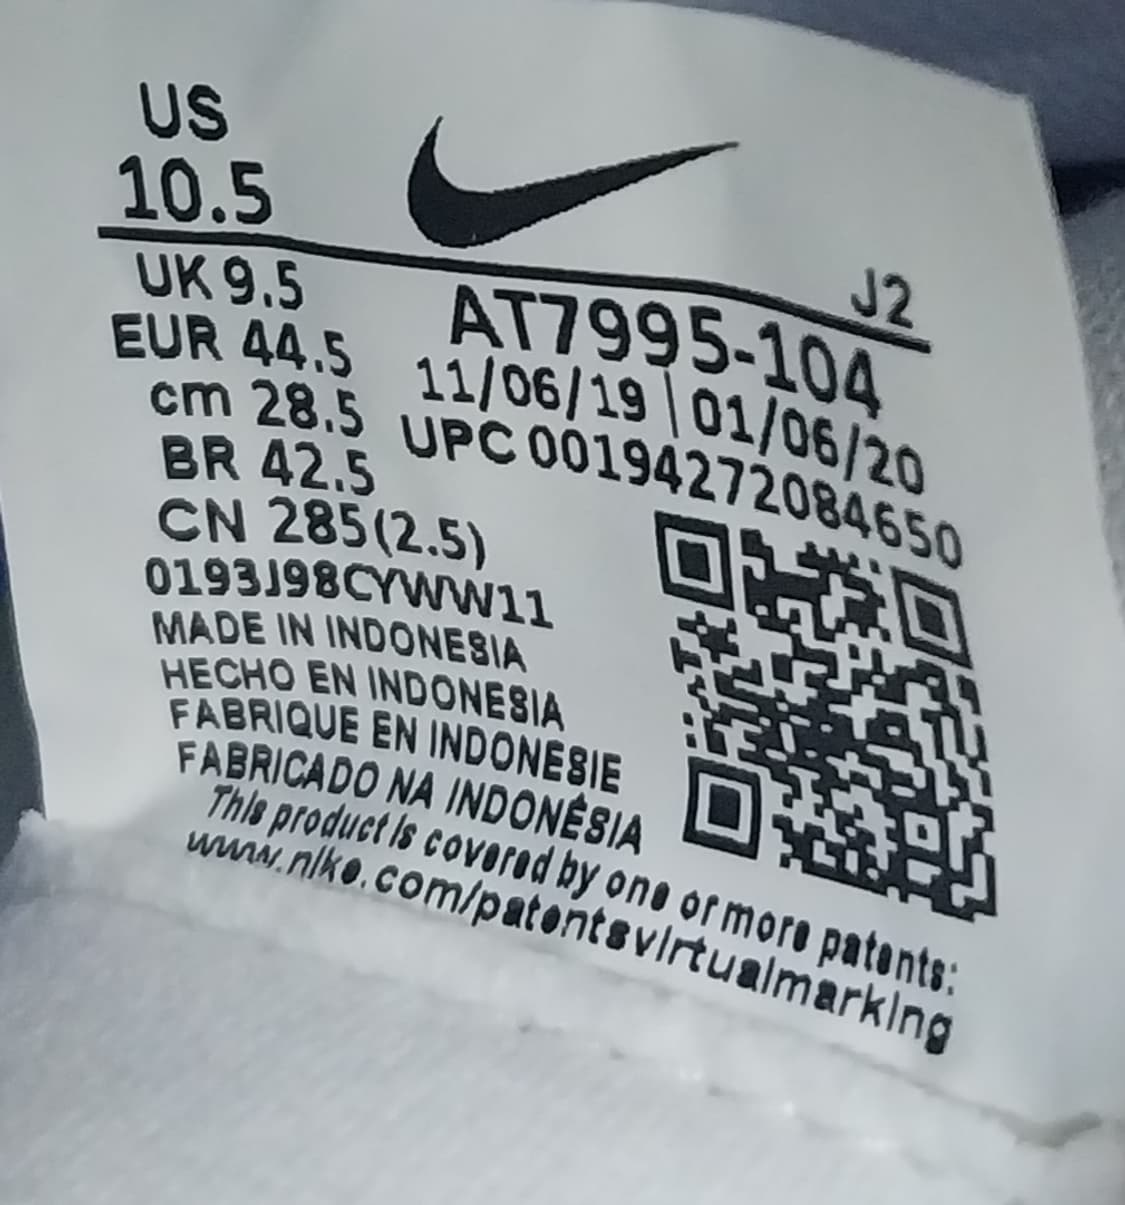 US
10.5
J2
UK 9.5
EUR 44.5
cm 28.5
BR 42.5
CN 285(2.5)
AT7995-104
11/06/19 | 01/06/20
UPC 00194272084650
0193J98CYWW11
MADE IN INDONESIA
HECHO EN INDONESIA
FABRIQUE EN INDONESIE
FABRICADO NA INDONÉSIA
This product is covered by one or more patents:
www.nike.com/patentsvirtualmarking